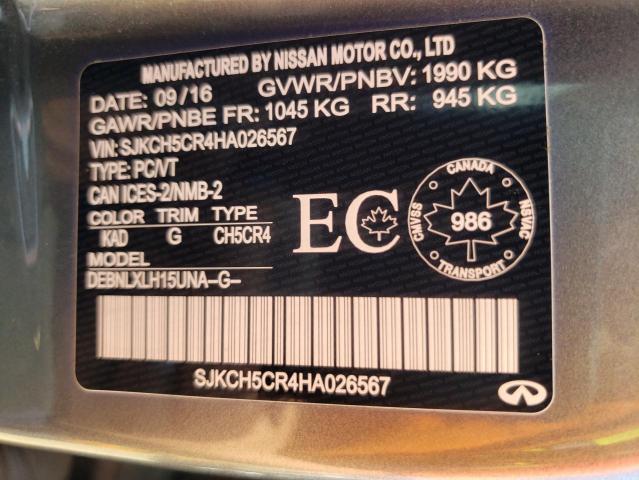 MANUFACTURED BY NISSAN MOTOR CO., LTD
DATE: 09/16 GVWR/PNBV: 1990 KG
GAWR/PNBE FR: 1045 KG RR: 945 KG
VIN: SJKCH5CR4HA026567
TYPE: PC/VT
CAN ICES-2/NMB-2
COLOR TRIM TYPE
KAD G CH5CR4
MODEL
DEBNLXLH15UNA-G-
EC
CANADA
CMVSS 986 NSVAC
TRANSPORT
SJKCH5CR4HA026567